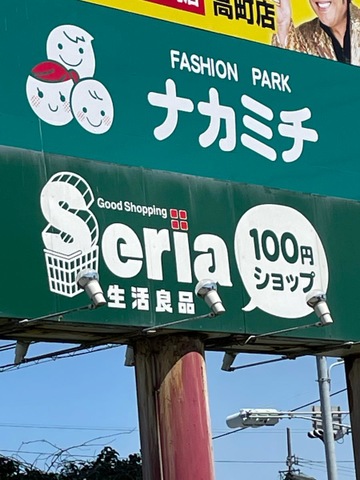 高町店
FASHION PARK
ナカミチ
Good Shopping
Seria
生活良品
100円
ショップ